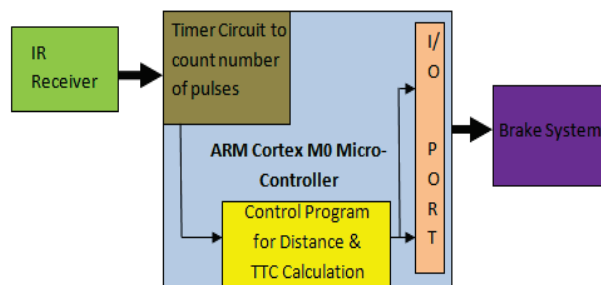 IR
Receiver
Timer Circuit to
count number
of pulses
ARM Cortex M0 Micro-
Controller
Control Program
for Distance &
TTC Calculation
I/
O
P
O
R
T
Brake System